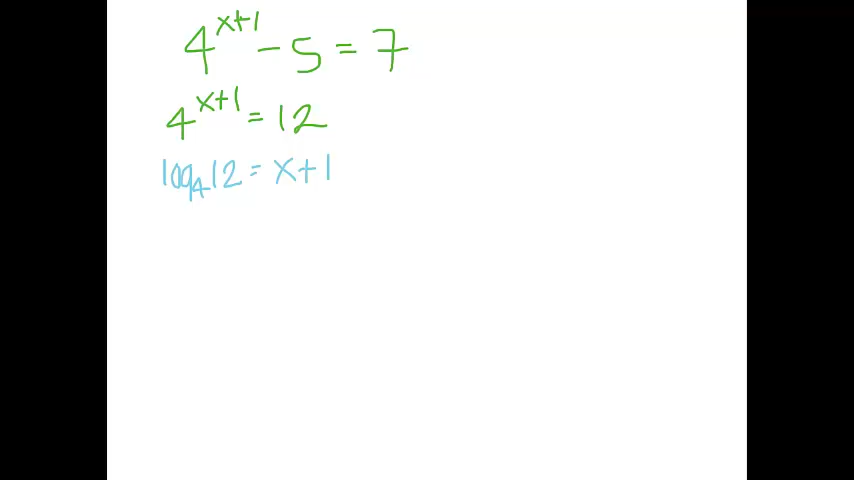 4^{x+1} - 5 = 7
4^{x+1} = 12
log₄12 = x+1